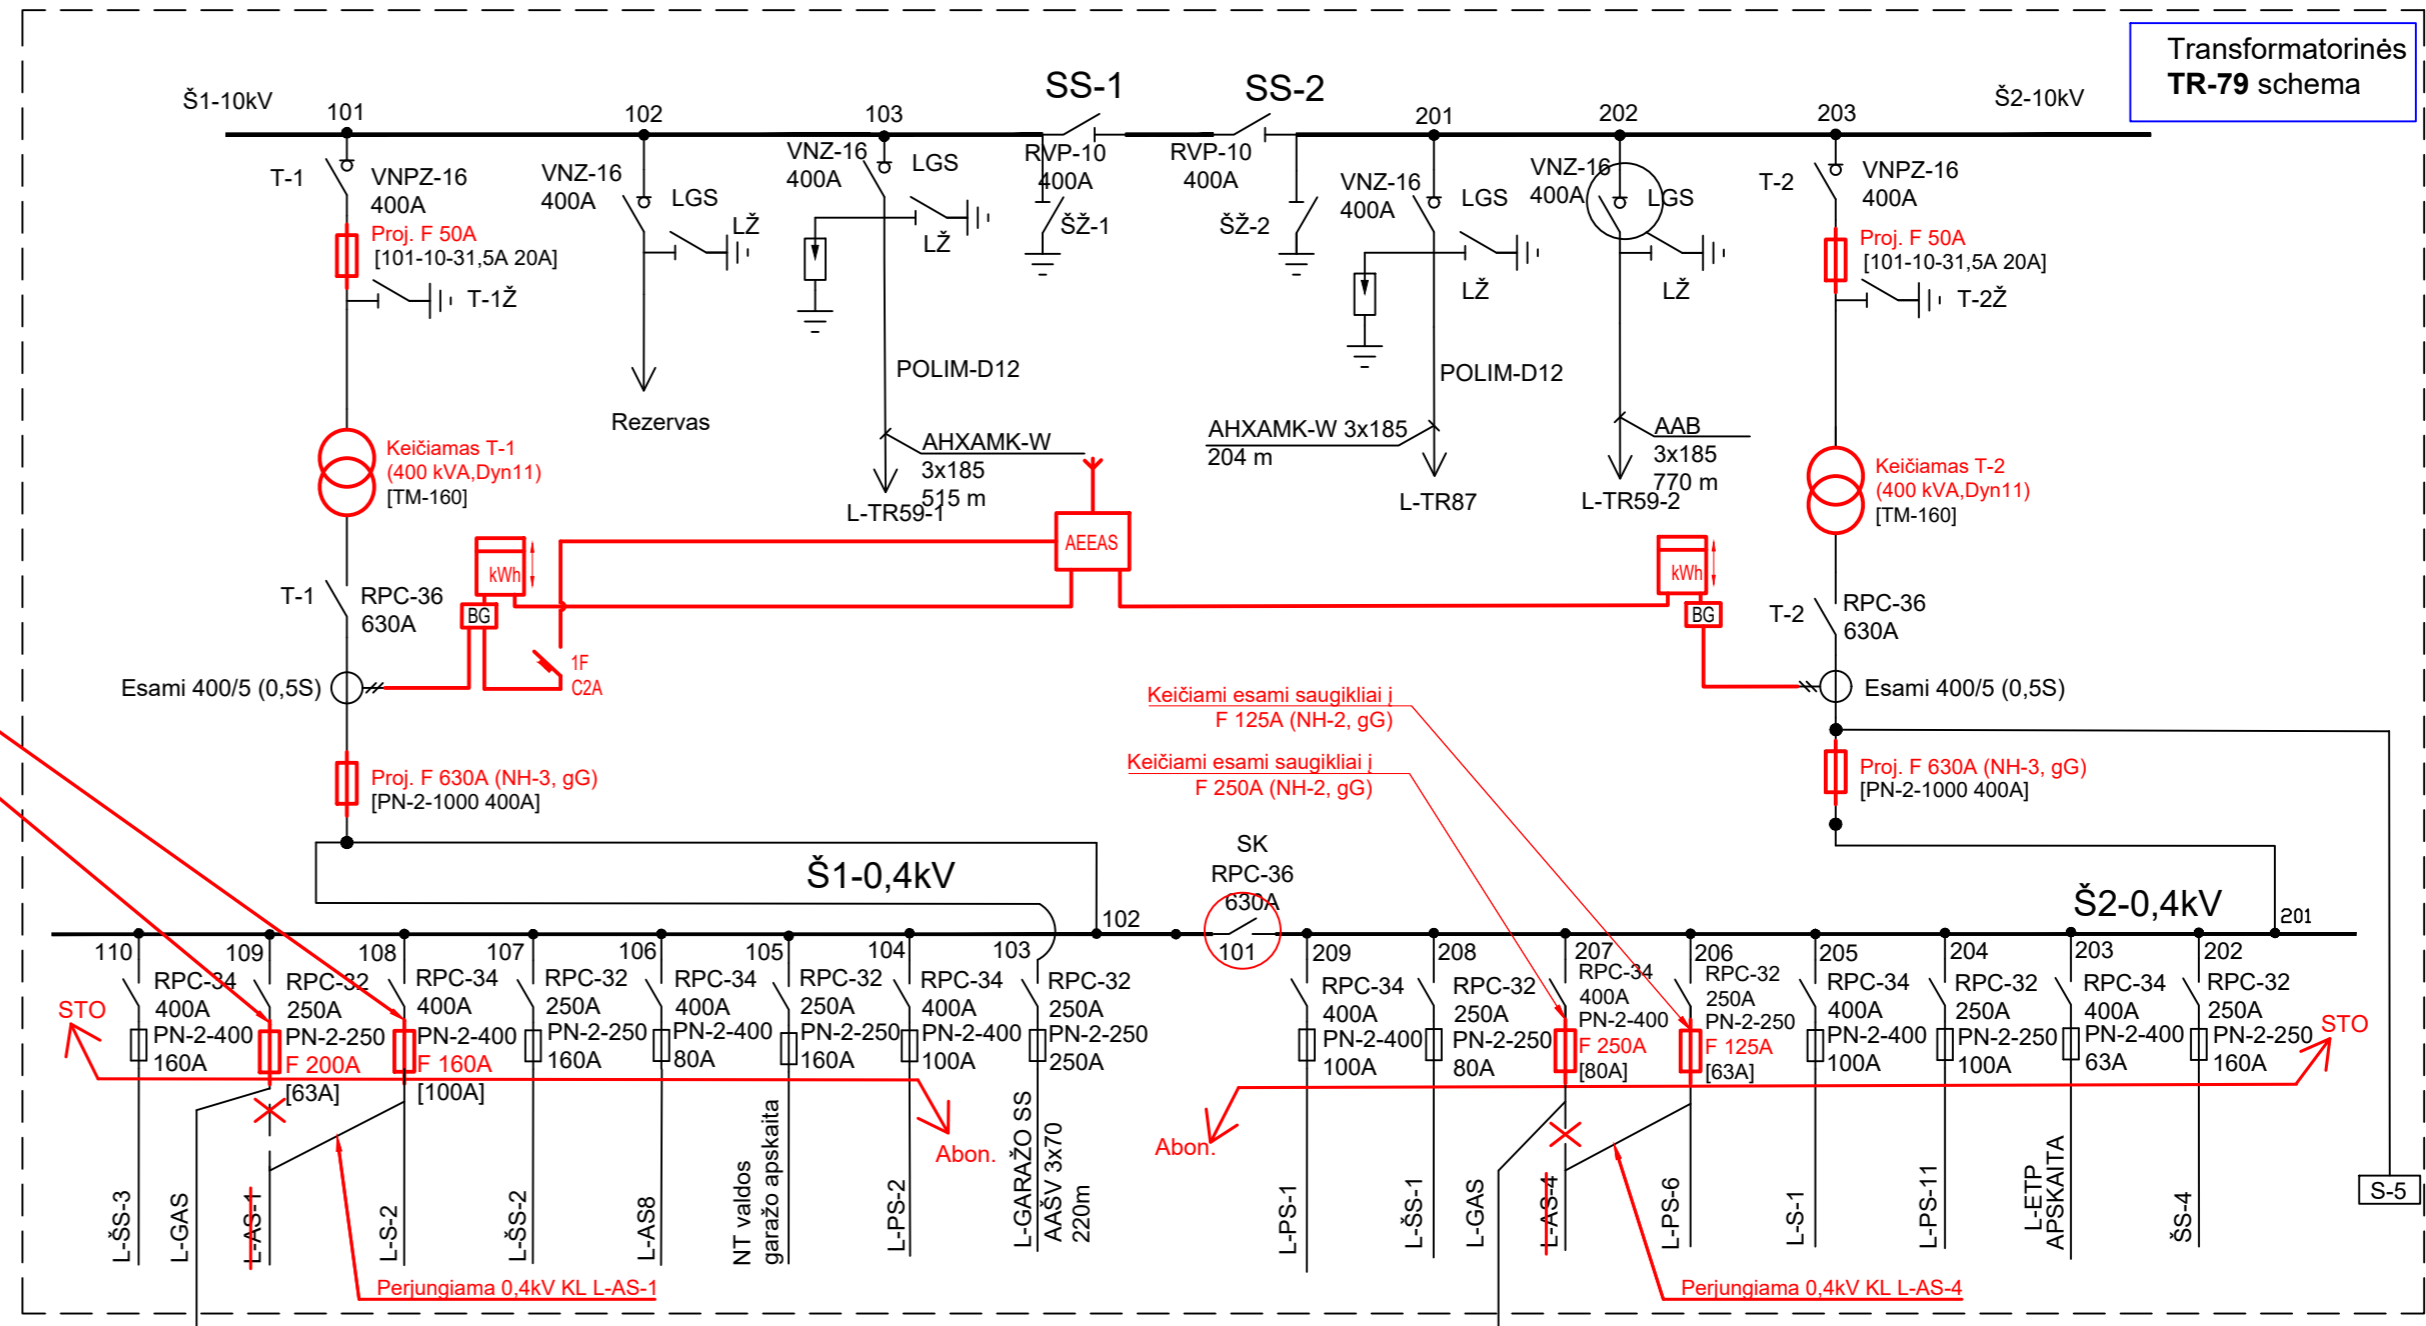 Transformatorinės
TR-79 schema
Š1-10kV
101
102
103
SS-1
SS-2
201
202
203
Š2-10kV
T-1
VNPZ-16
400A
Proj. F 50A
[101-10-31,5A 20A]
T-1Ž
VNZ-16
400A
LGS
LŽ
Rezervas
VNZ-16
400A
LGS
LŽ
POLIM-D12
AHXAMK-W
3x185
515 m
L-TR59-1
RVP-10
400A
ŠŽ-1
RVP-10
400A
ŠŽ-2
VNZ-16
400A
LGS
LŽ
POLIM-D12
AHXAMK-W 3x185
204 m
L-TR87
VNZ-16
400A
LGS
LŽ
AAB
3x185
770 m
L-TR59-2
T-2
VNPZ-16
400A
Proj. F 50A
[101-10-31,5A 20A]
T-2Ž
Keičiamas T-1
(400 kVA,Dyn11)
[TM-160]
Keičiamas T-2
(400 kVA,Dyn11)
[TM-160]
AEEAS
kWh
BG
1F
C2A
kWh
BG
T-1
RPC-36
630A
T-2
RPC-36
630A
Esami 400/5 (0,5S)
Esami 400/5 (0,5S)
Keičiami esami saugikliai į
F 125A (NH-2, gG)
Keičiami esami saugikliai į
F 250A (NH-2, gG)
Proj. F 630A (NH-3, gG)
[PN-2-1000 400A]
Proj. F 630A (NH-3, gG)
[PN-2-1000 400A]
Š1-0,4kV
SK
RPC-36
630A
101
102
Š2-0,4kV
201
110
RPC-34
400A
PN-2-400
160A
109
RPC-32
250A
PN-2-250
F 200A
[63A]
108
RPC-34
400A
PN-2-400
F 160A
[100A]
107
RPC-32
250A
PN-2-250
160A
106
RPC-34
400A
PN-2-400
80A
105
RPC-32
250A
PN-2-250
160A
104
RPC-34
400A
PN-2-400
100A
103
RPC-32
250A
PN-2-250
250A
209
RPC-34
400A
PN-2-400
100A
208
RPC-32
250A
PN-2-250
80A
207
RPC-34
400A
PN-2-400
F 250A
[80A]
206
RPC-32
250A
PN-2-250
F 125A
[63A]
205
RPC-34
400A
PN-2-400
100A
204
RPC-32
250A
PN-2-250
100A
203
RPC-34
400A
PN-2-400
63A
202
RPC-32
250A
PN-2-250
160A
STO
Abon.
Abon.
STO
L-ŠS-3
L-GAS
L-AS-1
L-S-2
L-ŠS-2
L-AS8
NT valdos
garažo apskaita
L-PS-2
L-GARAŽO SS
AAŠV 3x70
220m
L-PS-1
L-ŠS-1
L-GAS
L-AS-4
L-PS-6
L-S-1
L-PS-11
L-ETP
APSKAITA
ŠS-4
S-5
Perjungiama 0,4kV KL L-AS-1
Perjungiama 0,4kV KL L-AS-4